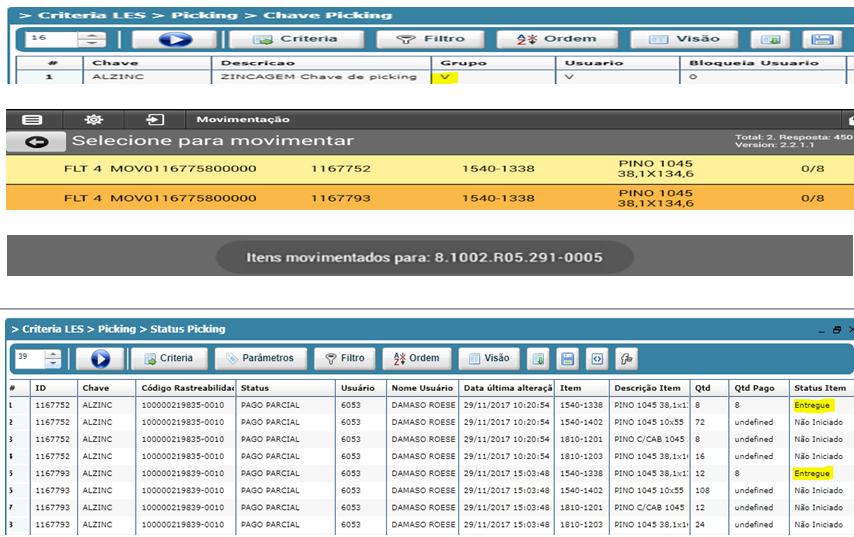 > Criteria LES > Picking > Chave Picking
16 Criteria Filtro Ordem Visão
# Chave Descricao Grupo Usuario Bloqueia Usuario
1 ALZINC ZINCAGEM Chave de picking V V O
Movimentação
Selecione para movimentar Total: 2. Resposta: 450
Version: 2.2.1.1
FLT 4 MOV0116775800000 1167752 1540-1338 PINO 1045 38,1X134,6 0/8
FLT 4 MOV0116775800000 1167793 1540-1338 PINO 1045 38,1X134,6 0/8
Itens movimentados para: 8.1002.R05.291-0005
> Criteria LES > Picking > Status Picking
39 Criteria Parâmetros Filtro Ordem Visão
# ID Chave Código Rastreabilidac Status Usuário Nome Usuário Data última alteraçã Item Descrição Item Qtd Qtd Pago Status Item
1 1167752 ALZINC 100000219835-0010 PAGO PARCIAL 6053 DAMASO ROESE 29/11/2017 10:20:54 1540-1338 PINO 1045 38,1x1 8 8 Entregue
2 1167752 ALZINC 100000219835-0010 PAGO PARCIAL 6053 DAMASO ROESE 29/11/2017 10:20:54 1540-1402 PINO 1045 10x55 72 undefined Não Iniciado
3 1167752 ALZINC 100000219835-0010 PAGO PARCIAL 6053 DAMASO ROESE 29/11/2017 10:20:54 1810-1201 PINO C/CAB 1045 8 undefined Não Iniciado
1167752 ALZINC 100000219835-0010 PAGO PARCIAL 6053 DAMASO ROESE 29/11/2017 10:20:54 1810-1203 PINO 1045 38,1x1 16 undefined Não Iniciado
5 1167793 ALZINC 100000219839-0010 PAGO PARCIAL 6053 DAMASO ROESE 29/11/2017 15:03:48 1540-1338 PINO 1045 38,1x1 12 8 Entregue
1167793 ALZINC 100000219839-0010 PAGO PARCIAL 6053 DAMASO ROESE 29/11/2017 15:03:48 1540-1402 PINO 1045 10x55 108 undefined Não Iniciado
7 1167793 ALZINC 100000219839-0010 PAGO PARCIAL 6053 DAMASO ROESE 29/11/2017 15:03:48 1810-1201 PINO C/CAB 1045 12 undefined Não Iniciado
1167793 ALZINC 100000219839-0010 PAGO PARCIAL 6053 DAMASO ROESE 29/11/2017 15:03:48 1810-1203 PINO 1045 38,1x1 24 undefined Não Iniciado